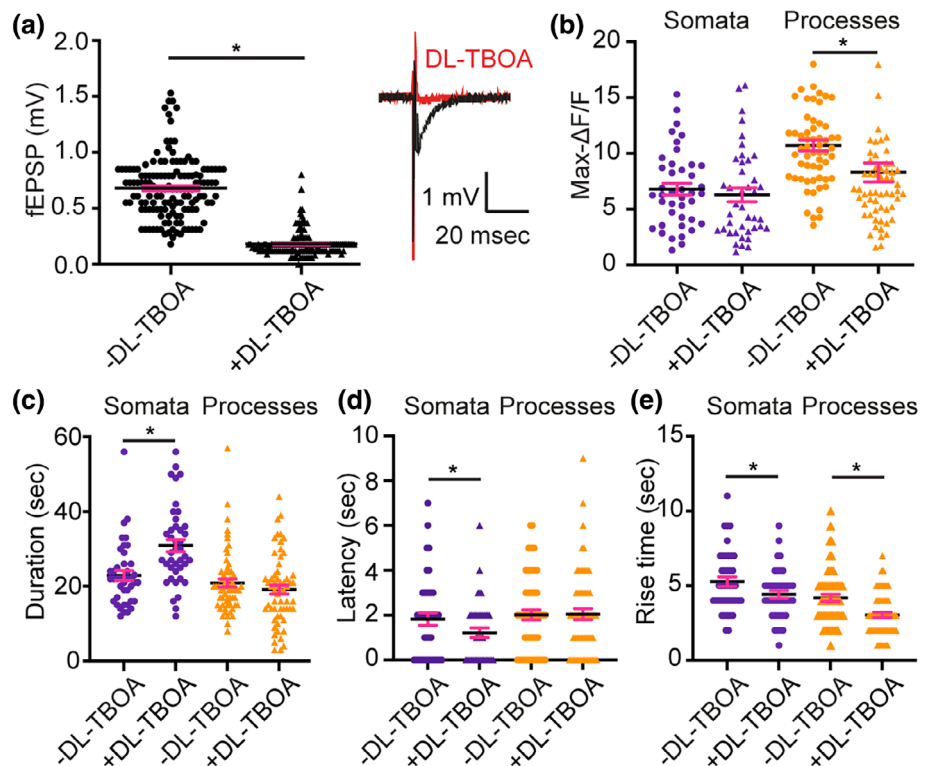 (a)
fEPSP (mV)
2.0
1.5
1.0
0.5
0.0
*
-DL-TBOA
+DL-TBOA
DL-TBOA
1 mV
20 msec
(b)
Somata Processes
Max-ΔF/F
20
15
10
5
0
*
-DL-TBOA
+DL-TBOA
-DL-TBOA
+DL-TBOA
(c)
Somata Processes
Duration (sec)
60
40
20
0
*
-DL-TBOA
+DL-TBOA
-DL-TBOA
+DL-TBOA
(d)
Somata Processes
Latency (sec)
10
8
6
4
2
0
*
-DL-TBOA
+DL-TBOA
-DL-TBOA
+DL-TBOA
(e)
Somata Processes
Rise time (sec)
15
10
5
0
* *
-DL-TBOA
+DL-TBOA
-DL-TBOA
+DL-TBOA